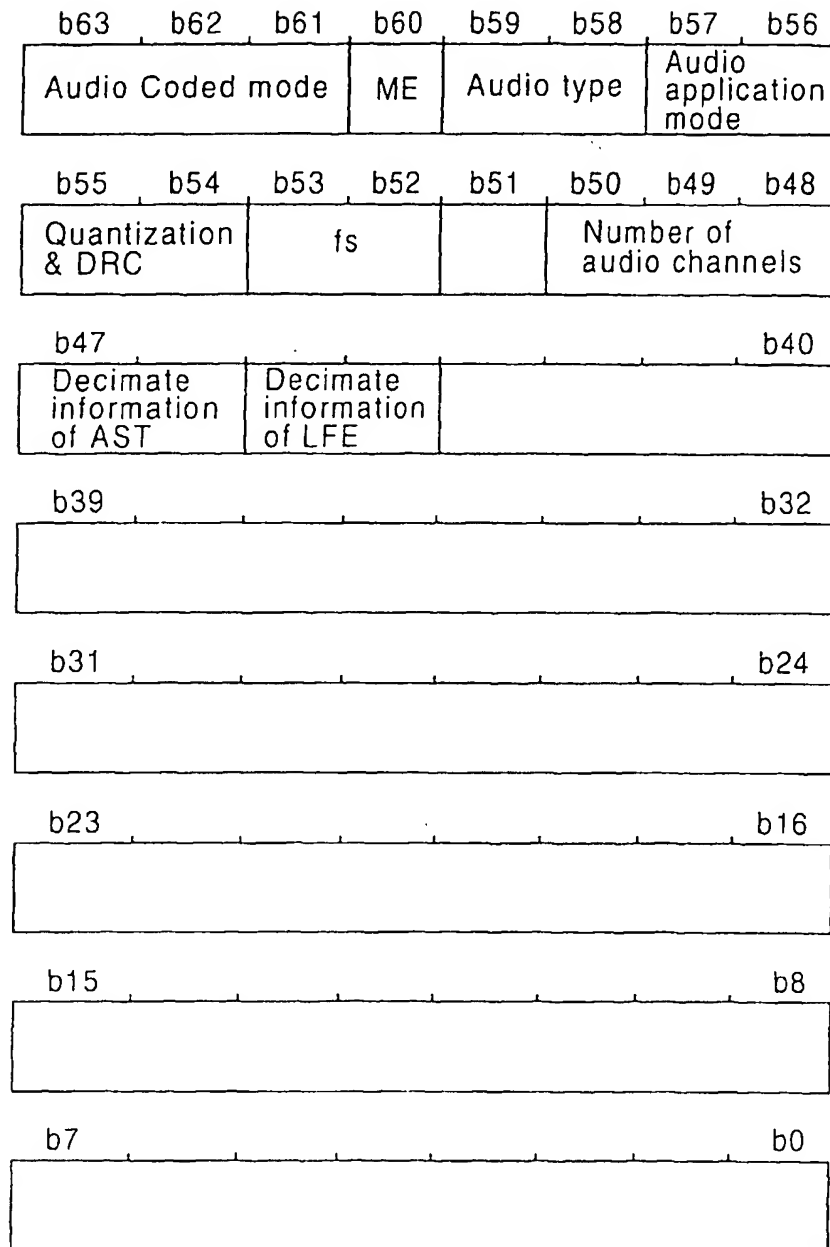 b63 b62 b61 b60 b59 b58 b57 b56
Audio Coded mode ME Audio type Audio application mode
b55 b54 b53 b52 b51 b50 b49 b48
Quantization & DRC fs Number of audio channels
b47 b40
Decimate information of AST Decimate information of LFE
b39 b32
b31 b24
b23 b16
b15 b8
b7 b0